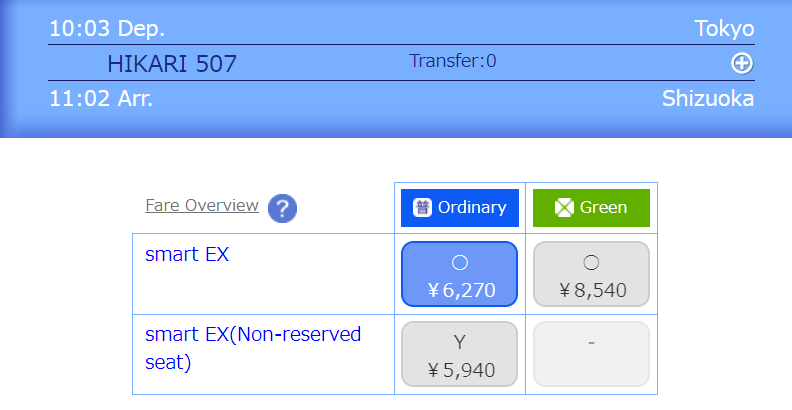 10:03 Dep. Tokyo
HIKARI 507 Transfer:0
11:02 Arr. Shizuoka
Fare Overview ? 普 Ordinary Green
smart EX ○ ○
¥6,270 ¥8,540
smart EX(Non-reserved Y -
seat) ¥5,940